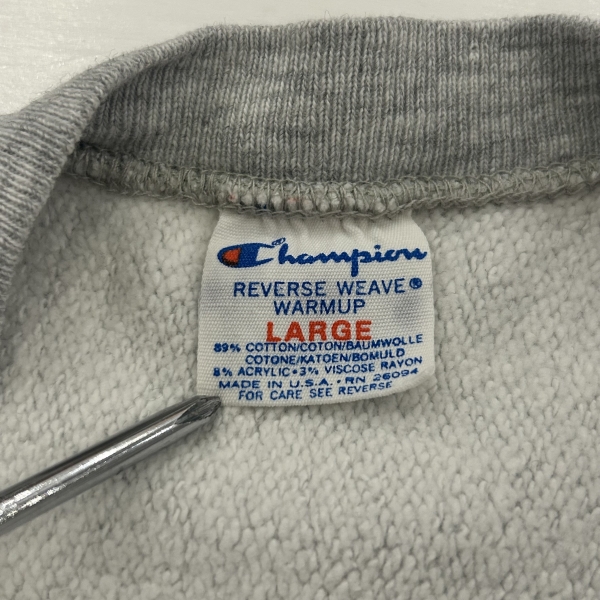 Champion
REVERSE WEAVE®
WARMUP
LARGE
89% COTTON/COTON/BAUMWOLLE
COTONE/KATOEN/BOMULD
8% ACRYLIC • 3% VISCOSE RAYON
MADE IN U.S.A. • RN 26094
FOR CARE SEE REVERSE